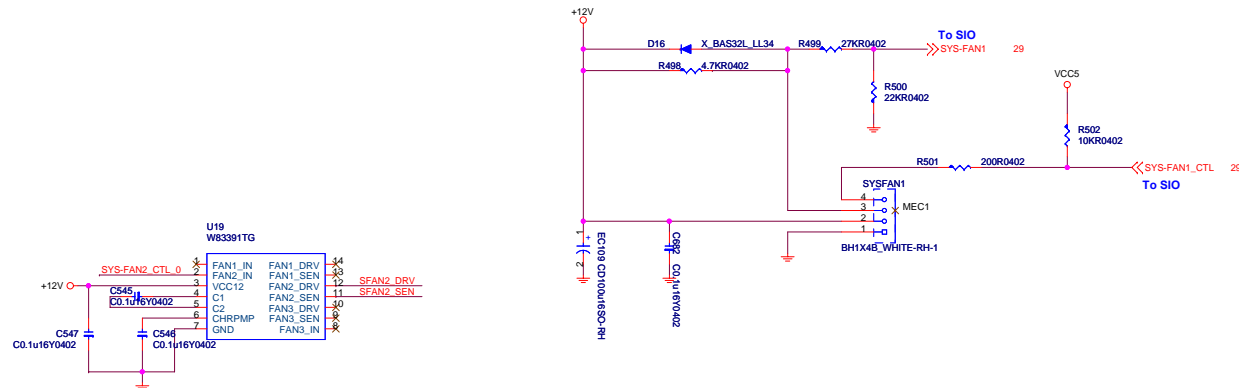 +12V
D16 X_BAS32L_LL34
R499 27KR0402
To SIO
SYS-FAN1 29
R498 4.7KR0402
R500
22KR0402
VCC5
R502
10KR0402
R501 200R0402
SYS-FAN1_CTL 29
To SIO
SYSFAN1
4
3
2
1
MEC1
BH1X4B_WHITE-RH-1
1
+
2
EC109 CD100u16SO-RH
C682 C0.1u16Y0402
U19
W83391TG
SYS-FAN2_CTL_0
+12V
1 FAN1_IN FAN1_DRV 14
2 FAN2_IN FAN1_SEN 13
3 VCC12 FAN2_DRV 12 SFAN2_DRV
4 C1 FAN2_SEN 11 SFAN2_SEN
5 C2 FAN3_DRV 10
6 CHRPMP FAN3_SEN 9
7 GND FAN3_IN 8
C545
C0.1u16Y0402
C547
C0.1u16Y0402
C546
C0.1u16Y0402